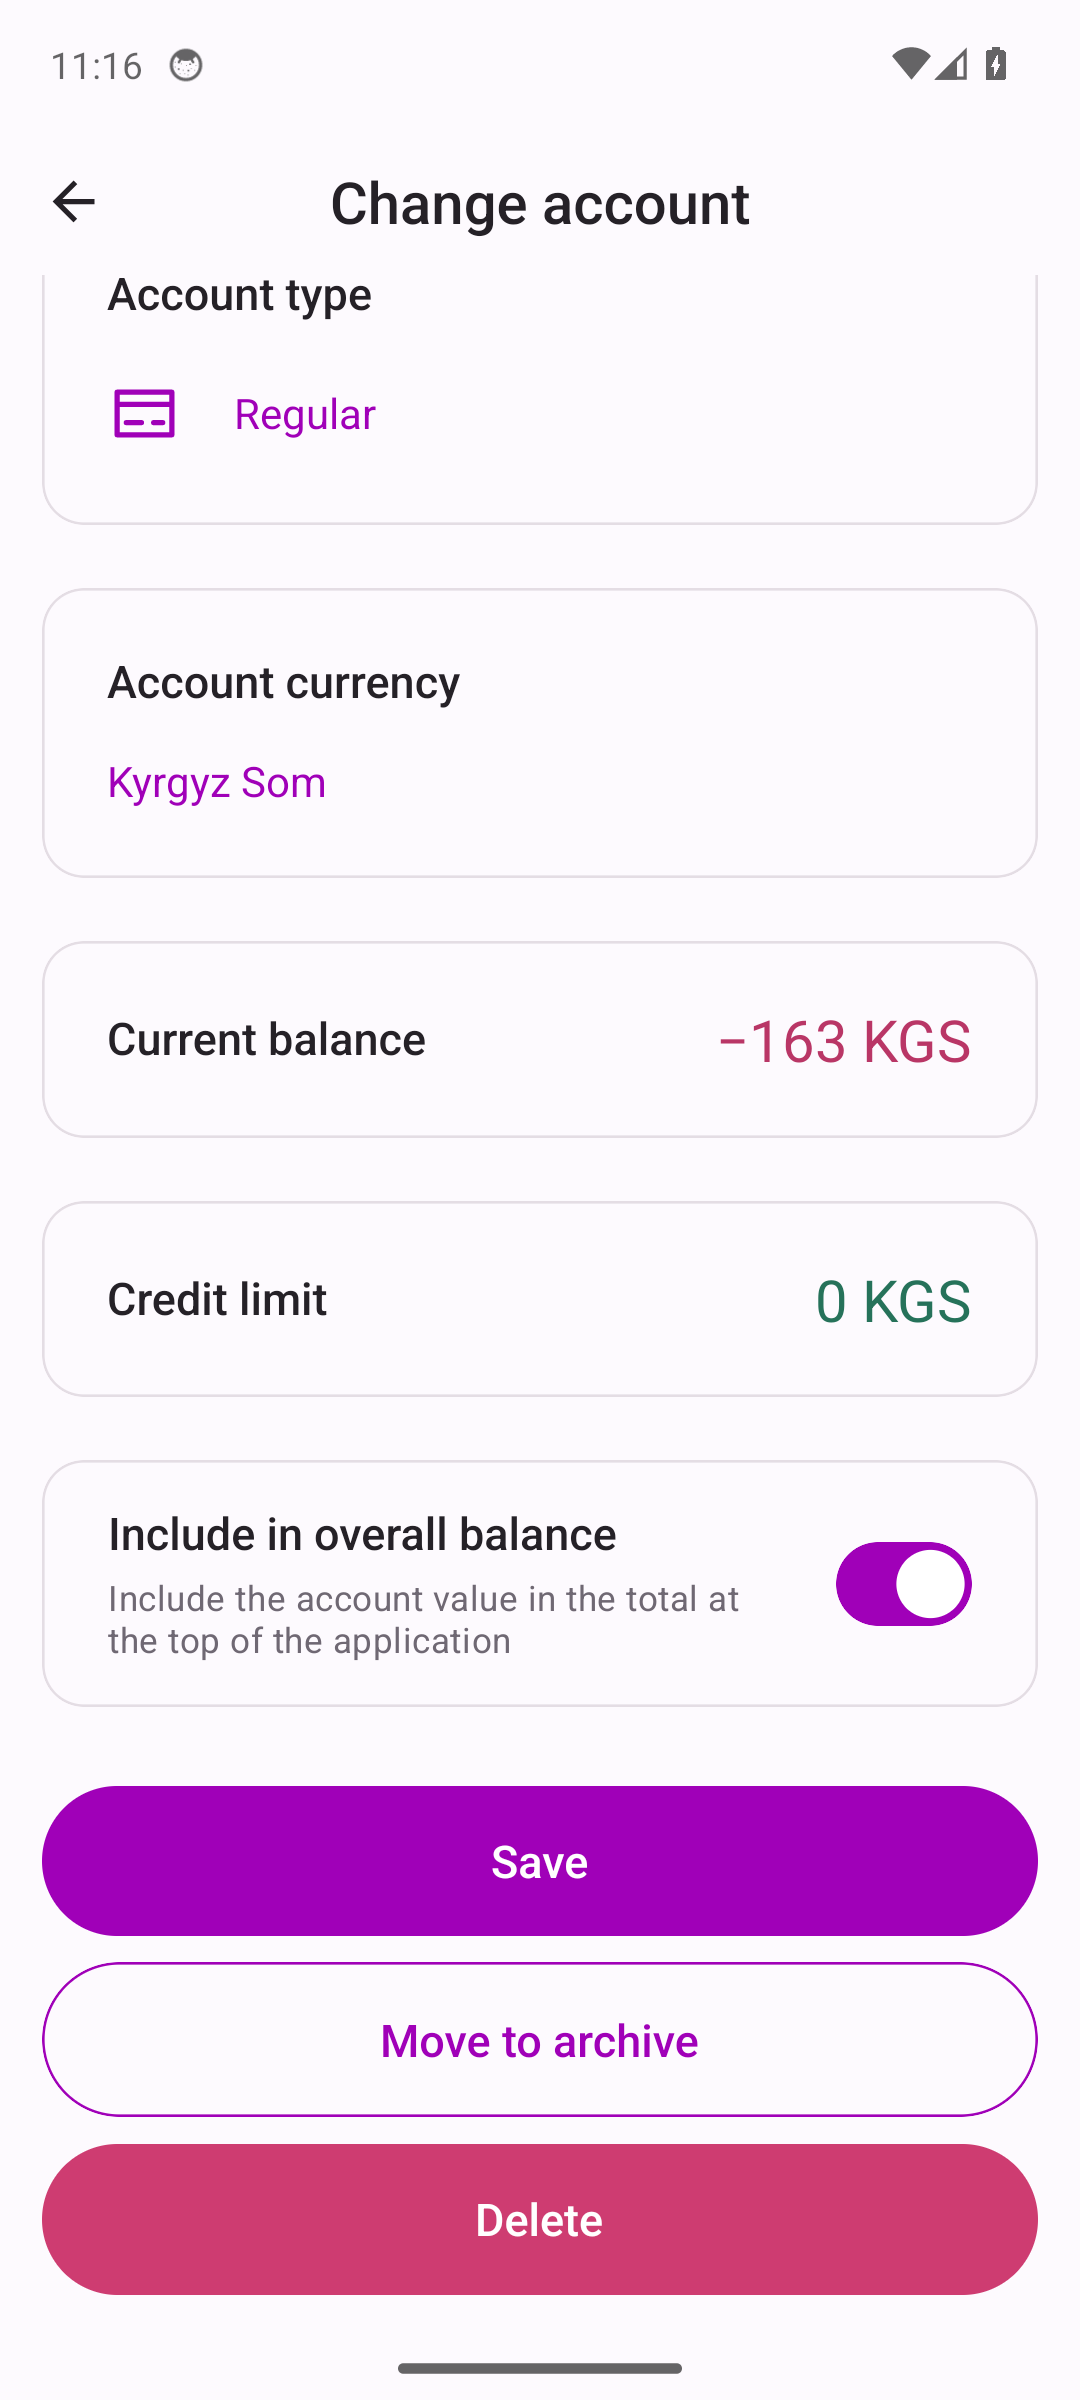 11:16
Change account
Account type
Regular
Account currency
Kyrgyz Som
Current balance
–163 KGS
Credit limit
0 KGS
Include in overall balance
Include the account value in the total at
the top of the application
Save
Move to archive
Delete